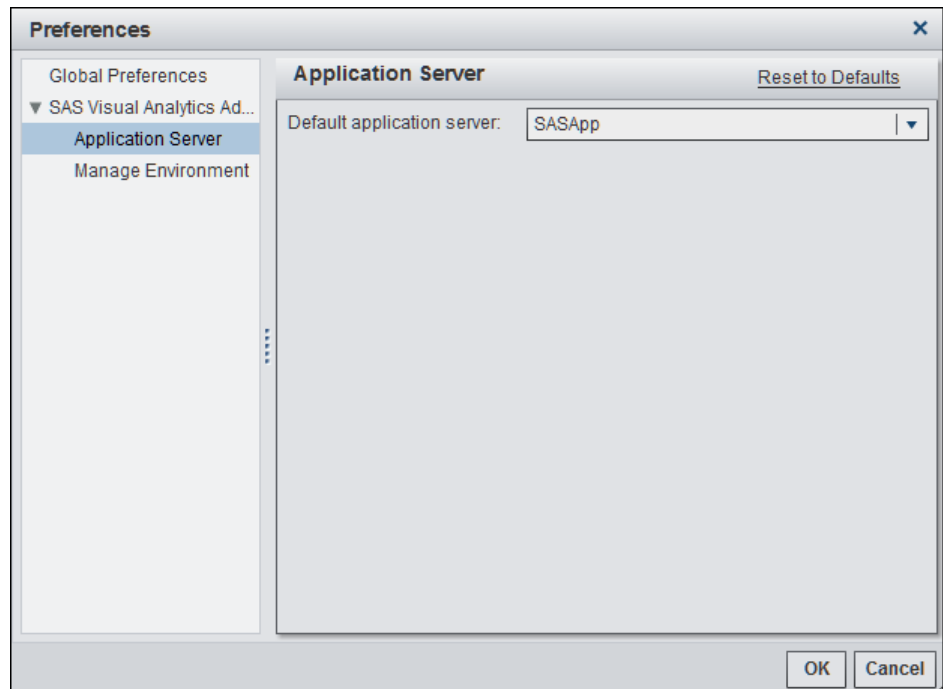 Preferences
Global Preferences
SAS Visual Analytics Ad...
Application Server
Manage Environment
Application Server
Reset to Defaults
Default application server:
SASApp
OK
Cancel